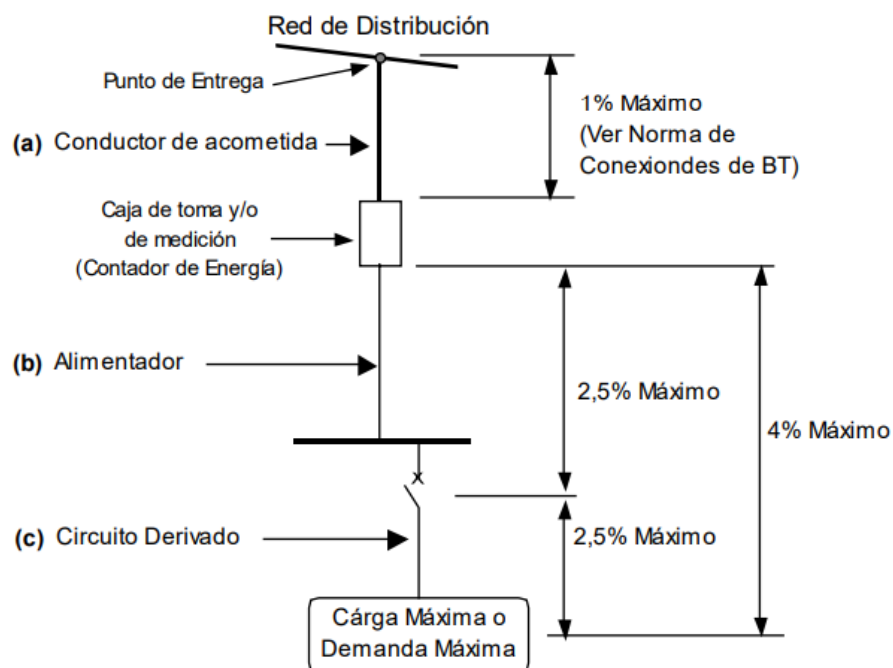 Red de Distribución
Punto de Entrega
1% Máximo
(Ver Norma de
Conexiondes de BT)
(a) Conductor de acometida
Caja de toma y/o
de medición
(Contador de Energía)
(b) Alimentador
2,5% Máximo
4% Máximo
(c) Circuito Derivado
2,5% Máximo
Cárga Máxima o
Demanda Máxima